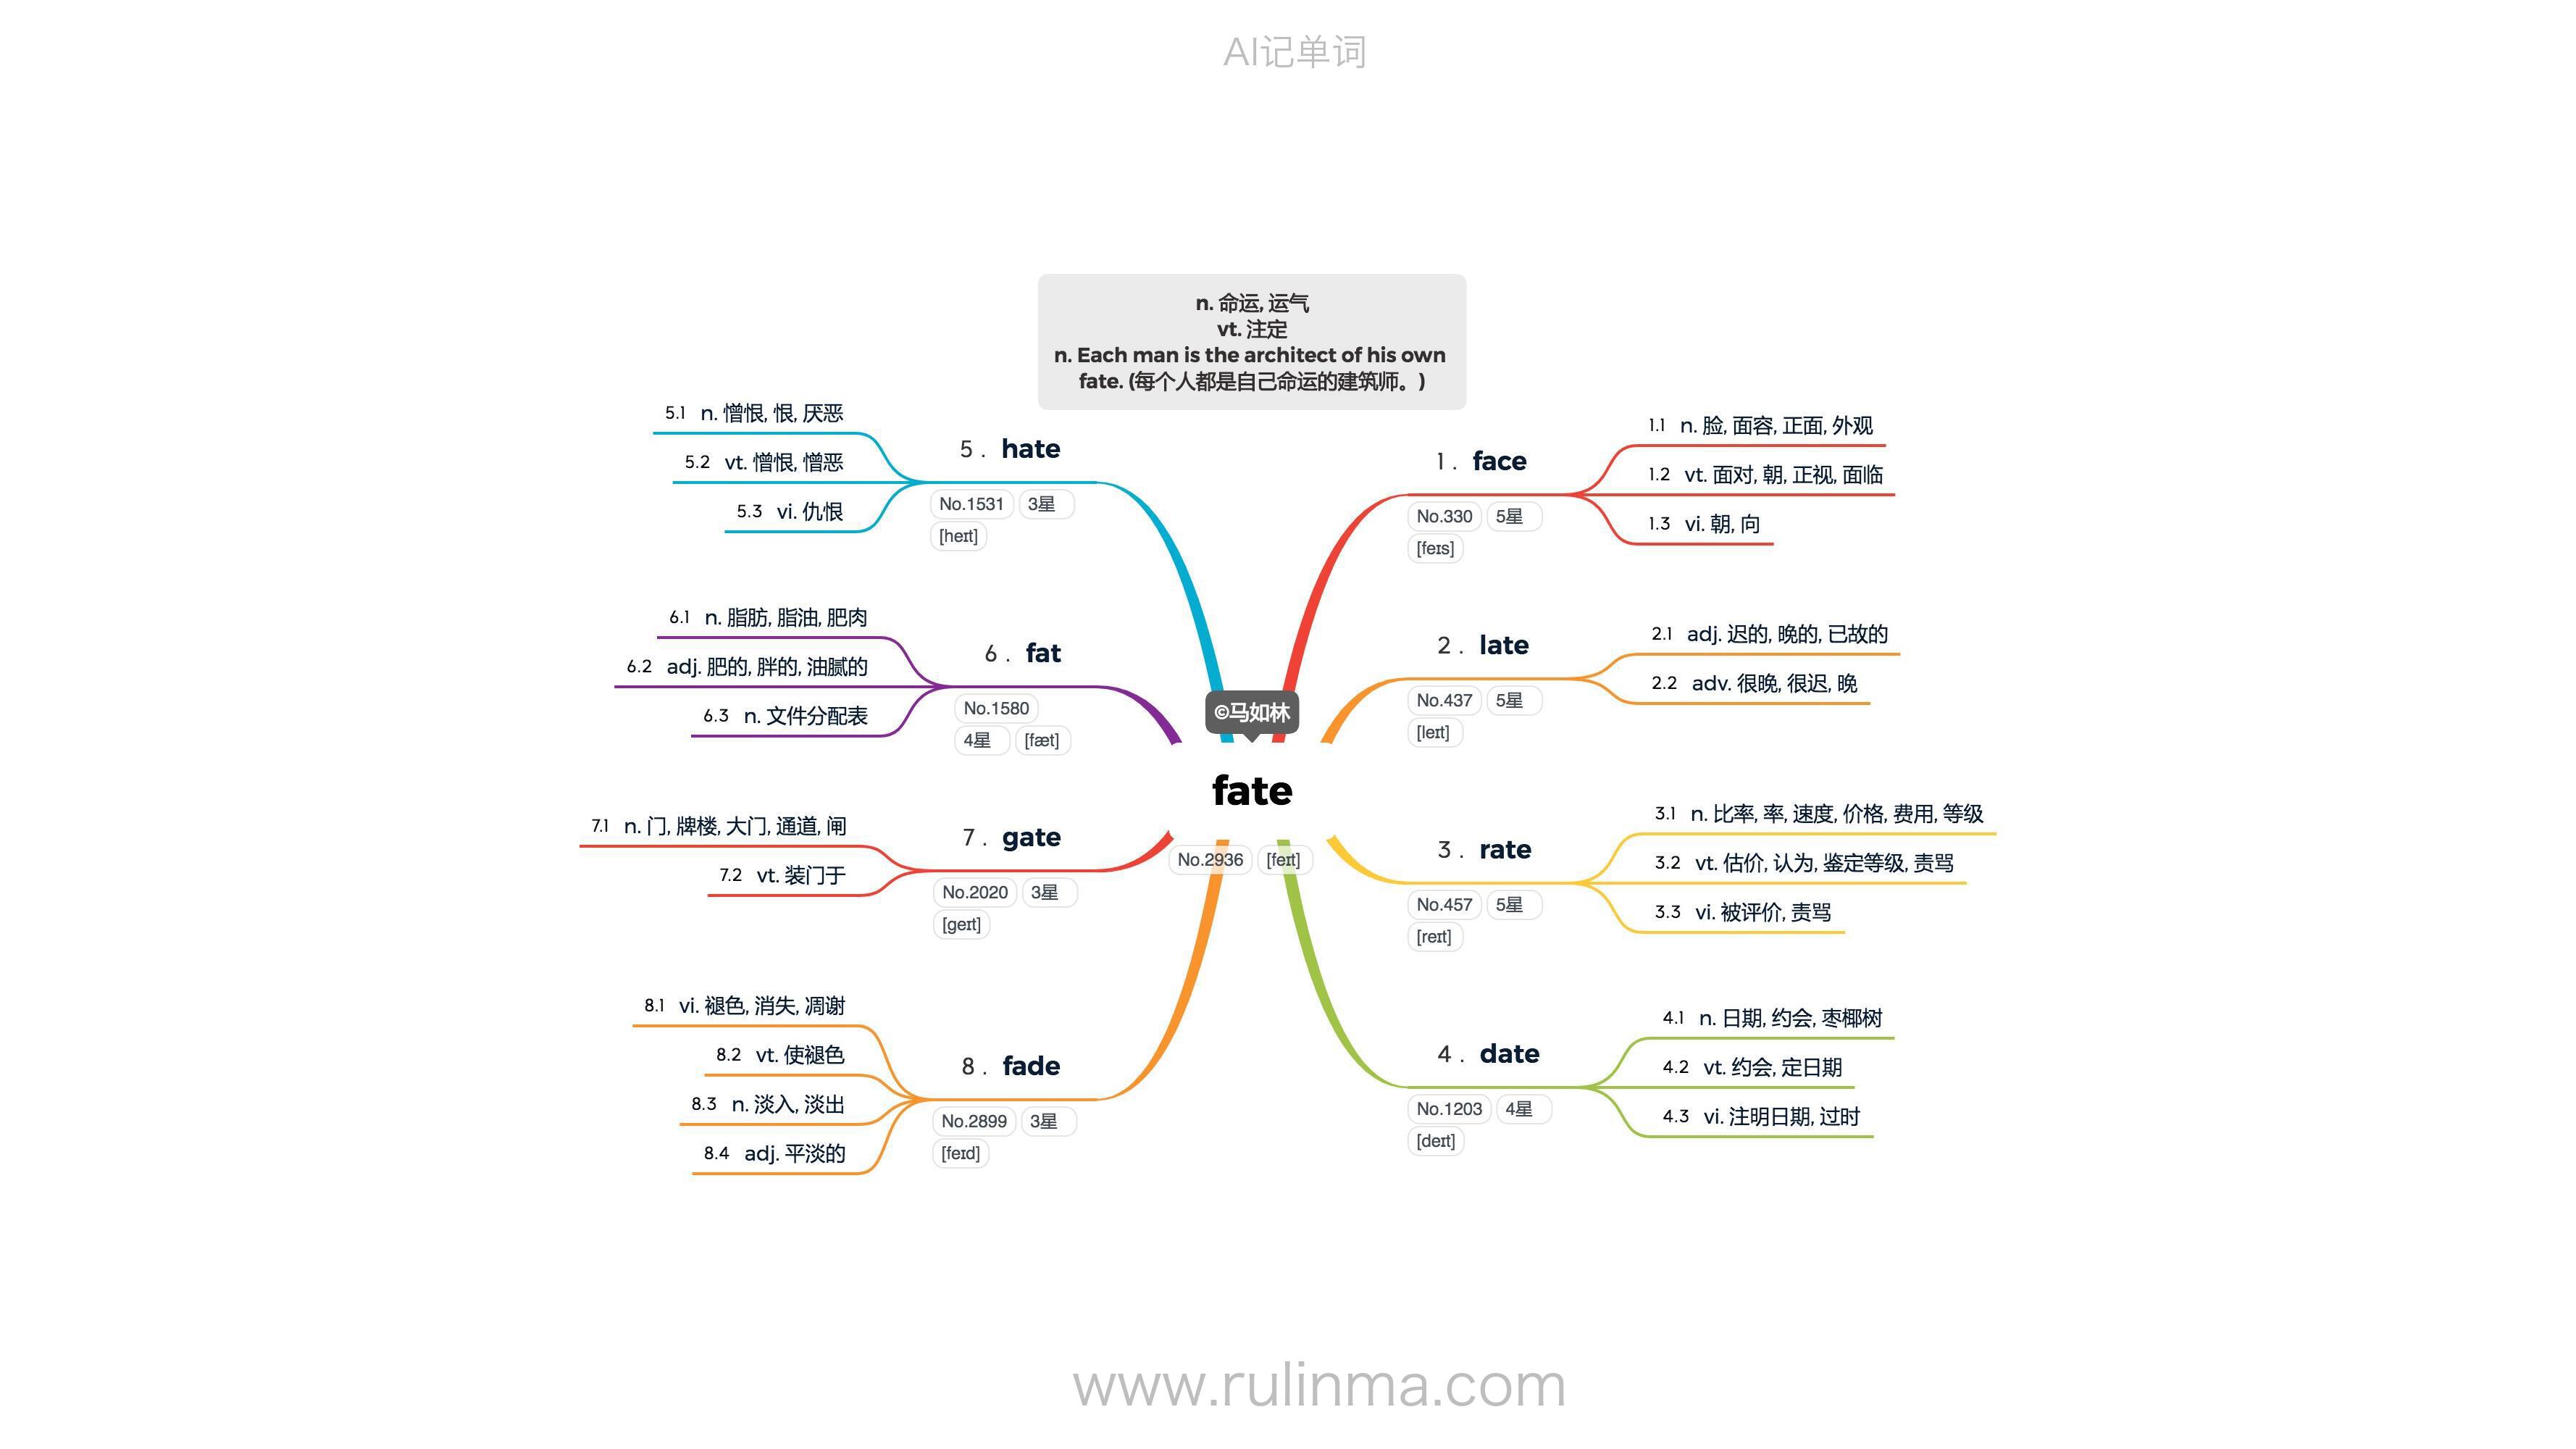 AI记单词
n. 命运, 运气
vt. 注定
n. Each man is the architect of his own
fate. (每个人都是自己命运的建筑师。)
©马如林
fate
No.2936 [feɪt]
1. face
No.330 5星
[feɪs]
1.1 n. 脸, 面容, 正面, 外观
1.2 vt. 面对, 朝, 正视, 面临
1.3 vi. 朝, 向
2. late
No.437 5星
[leɪt]
2.1 adj. 迟的, 晚的, 已故的
2.2 adv. 很晚, 很迟, 晚
3. rate
No.457 5星
[reɪt]
3.1 n. 比率, 率, 速度, 价格, 费用, 等级
3.2 vt. 估价, 认为, 鉴定等级, 责骂
3.3 vi. 被评价, 责骂
4. date
No.1203 4星
[deɪt]
4.1 n. 日期, 约会, 枣椰树
4.2 vt. 约会, 定日期
4.3 vi. 注明日期, 过时
5. hate
No.1531 3星
[heɪt]
5.1 n. 憎恨, 恨, 厌恶
5.2 vt. 憎恨, 憎恶
5.3 vi. 仇恨
6. fat
No.1580
4星 [fæt]
6.1 n. 脂肪, 脂油, 肥肉
6.2 adj. 肥的, 胖的, 油腻的
6.3 n. 文件分配表
7. gate
No.2020 3星
[geɪt]
7.1 n. 门, 牌楼, 大门, 通道, 闸
7.2 vt. 装门于
8. fade
No.2899 3星
[feɪd]
8.1 vi. 褪色, 消失, 凋谢
8.2 vt. 使褪色
8.3 n. 淡入, 淡出
8.4 adj. 平淡的
www.rulinma.com